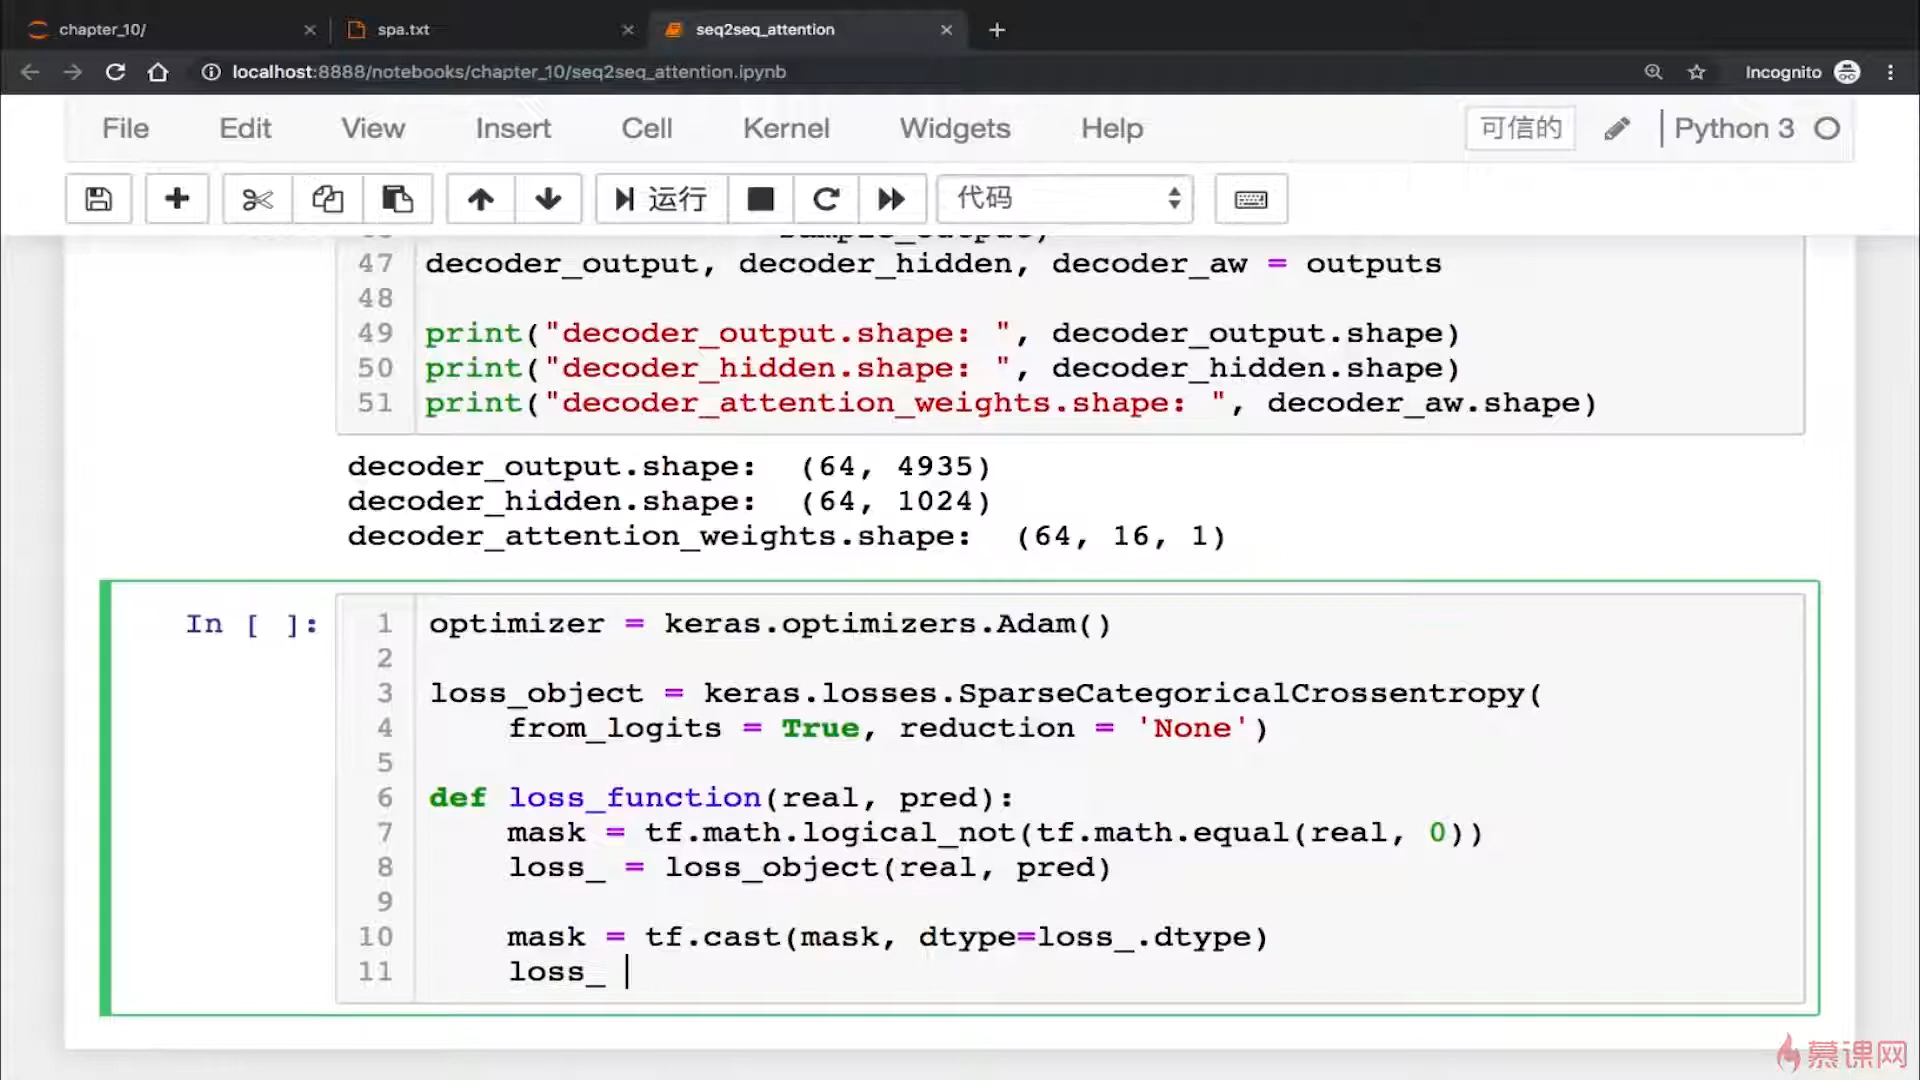 chapter_10/
spa.txt
seq2seq_attention
localhost:8888/notebooks/chapter_10/seq2seq_attention.ipynb
Incognito
File Edit View Insert Cell Kernel Widgets Help 可信的 Python 3
运行 代码
47 decoder_output, decoder_hidden, decoder_aw = outputs
48
49 print("decoder_output.shape: ", decoder_output.shape)
50 print("decoder_hidden.shape: ", decoder_hidden.shape)
51 print("decoder_attention_weights.shape: ", decoder_aw.shape)
decoder_output.shape:  (64, 4935)
decoder_hidden.shape:  (64, 1024)
decoder_attention_weights.shape:  (64, 16, 1)
In [ ]: 1 optimizer = keras.optimizers.Adam()
2
3 loss_object = keras.losses.SparseCategoricalCrossentropy(
4     from_logits = True, reduction = 'None')
5
6 def loss_function(real, pred):
7     mask = tf.math.logical_not(tf.math.equal(real, 0))
8     loss_ = loss_object(real, pred)
9
10     mask = tf.cast(mask, dtype=loss_.dtype)
11     loss_
慕课网